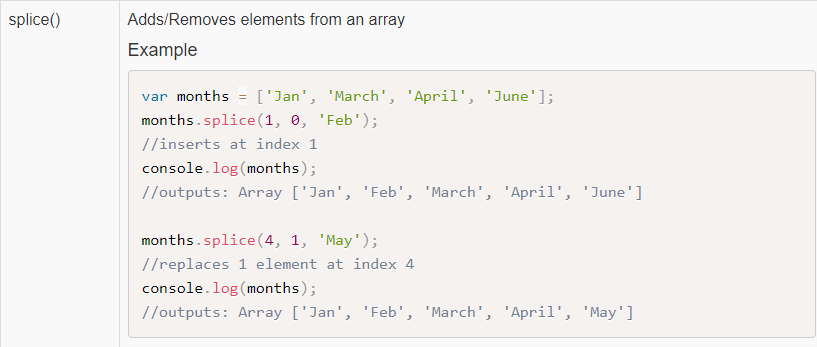 splice()
Adds/Removes elements from an array
Example
var months = ['Jan', 'March', 'April', 'June'];
months.splice(1, 0, 'Feb');
//inserts at index 1
console.log(months);
//outputs: Array ['Jan', 'Feb', 'March', 'April', 'June']
months.splice(4, 1, 'May');
//replaces 1 element at index 4
console.log(months);
//outputs: Array ['Jan', 'Feb', 'March', 'April', 'May']